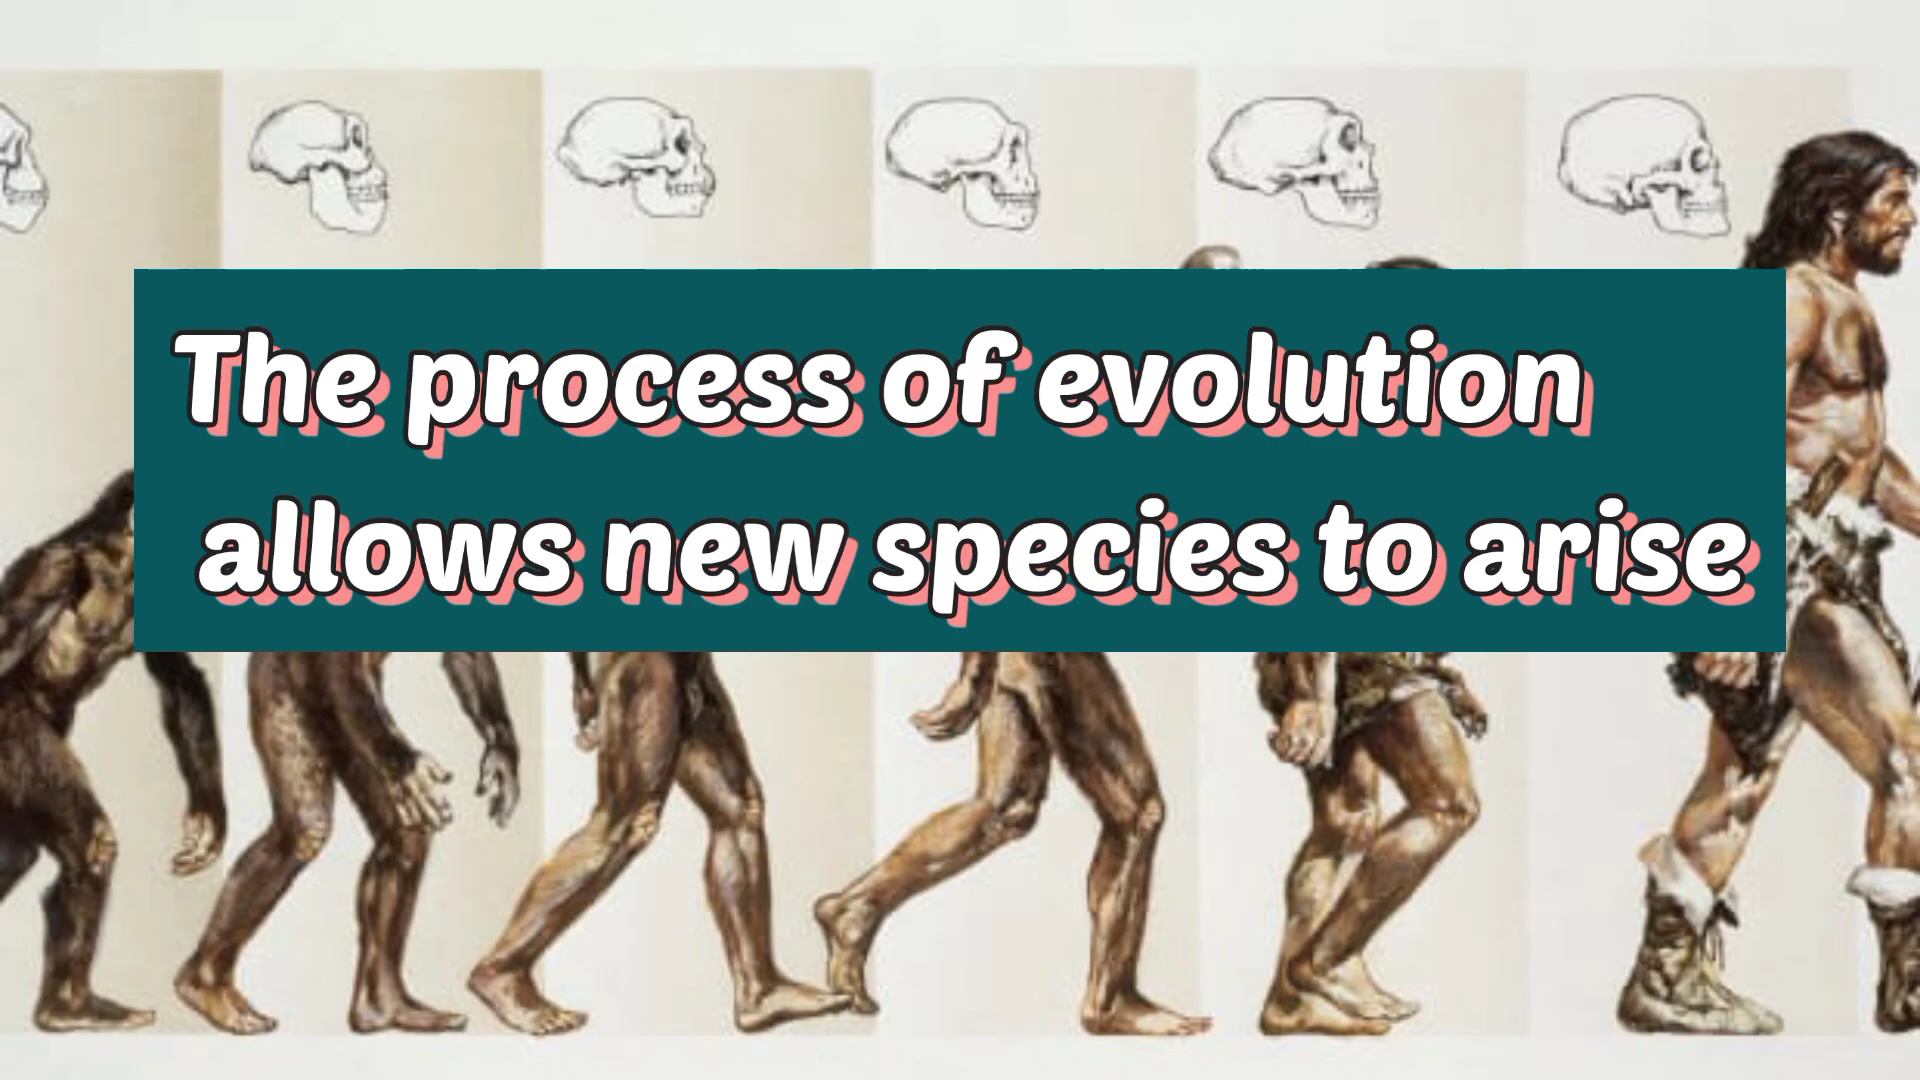 The process of evolution
allows new species to arise